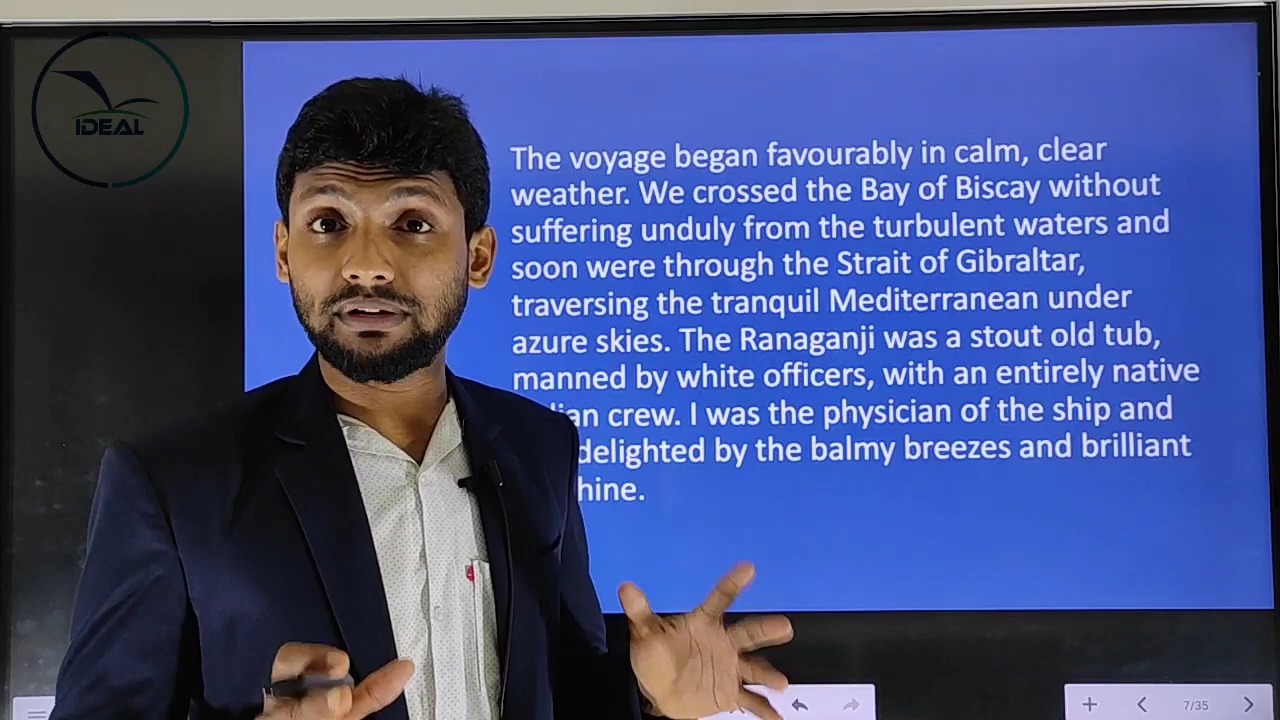 IDEAL
The voyage began favourably in calm, clear
weather. We crossed the Bay of Biscay without
suffering unduly from the turbulent waters and
soon were through the Strait of Gibraltar,
traversing the tranquil Mediterranean under
azure skies. The Ranaganji was a stout old tub,
manned by white officers, with an entirely native
crew. I was the physician of the ship and
delighted by the balmy breezes and brilliant
7/35